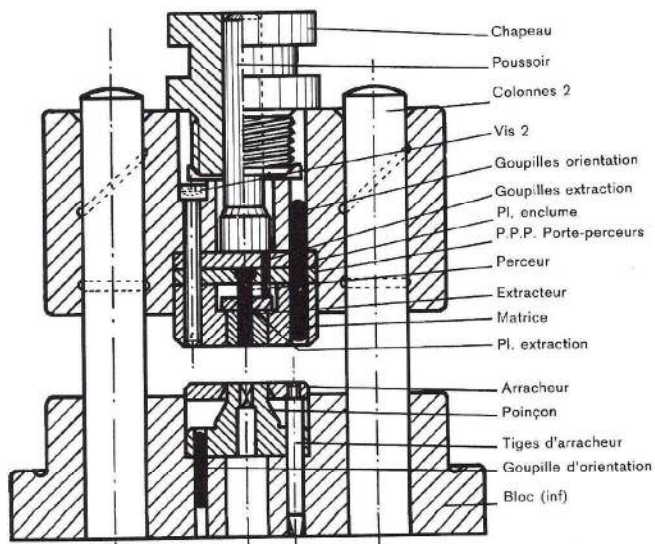 Chapeau
Poussoir
Colonnes 2
Vis 2
Goupilles orientation
Goupilles extraction
Pl. enclume
P.P.P. Porte-perceurs
Perceur
Extracteur
Matrice
Pl. extraction
Arracheur
Poinçon
Tiges d'arracheur
Goupille d'orientation
Bloc (inf)